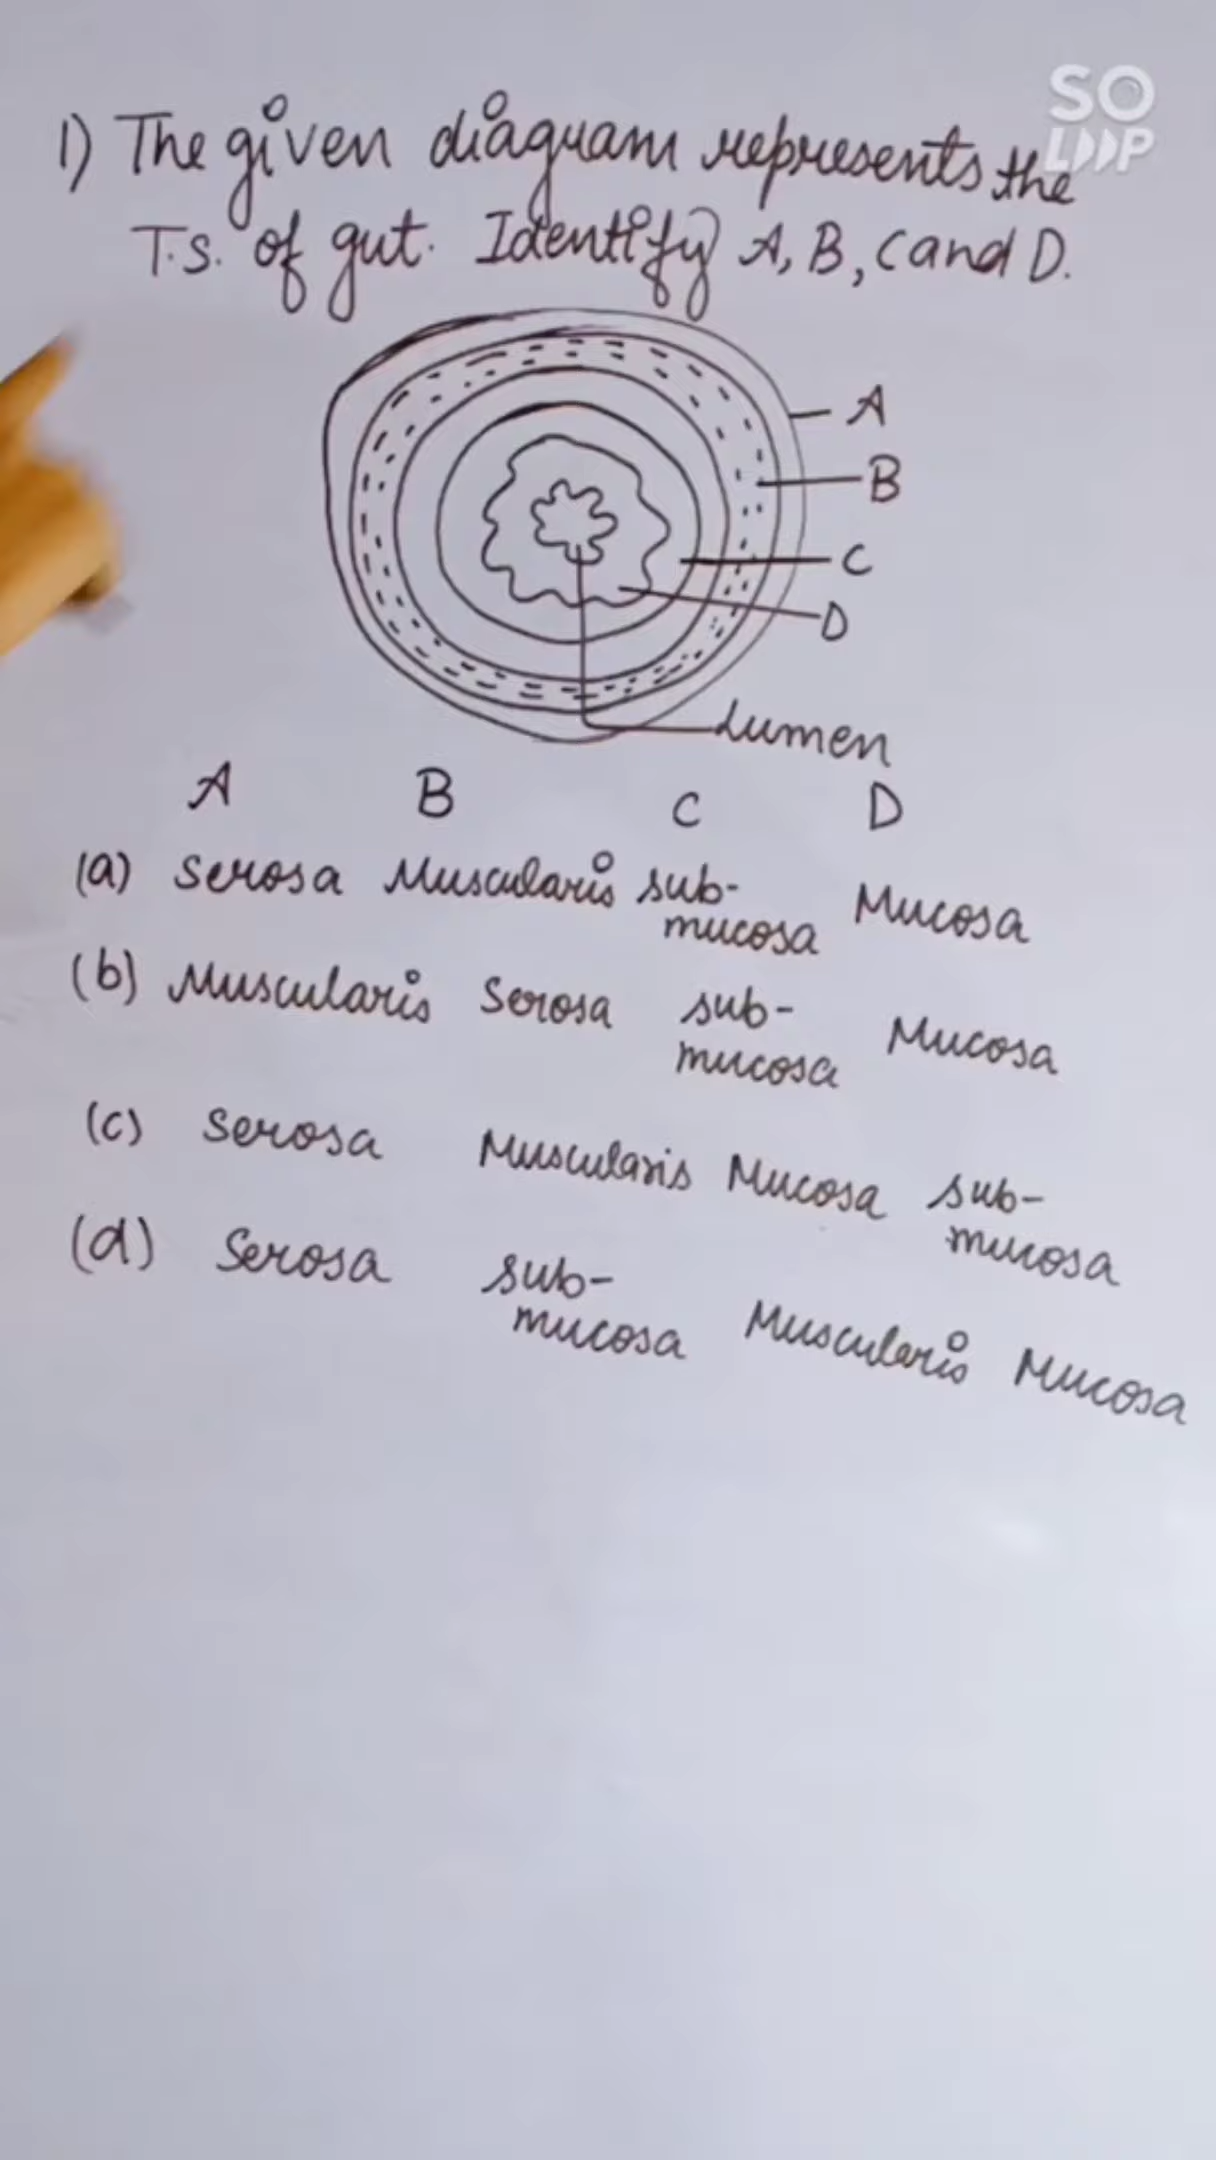 SO
LOOP
1) The given diagram represents the
T.S. of gut. Identify A, B, C and D.
A
B
C
D
Lumen
A B C D
(a) Serosa Muscularis sub-
mucosa Mucosa
(b) Muscularis Serosa sub-
mucosa Mucosa
(c) Serosa Muscularis Mucosa sub-
mucosa
(d) Serosa sub-
mucosa Muscularis Mucosa